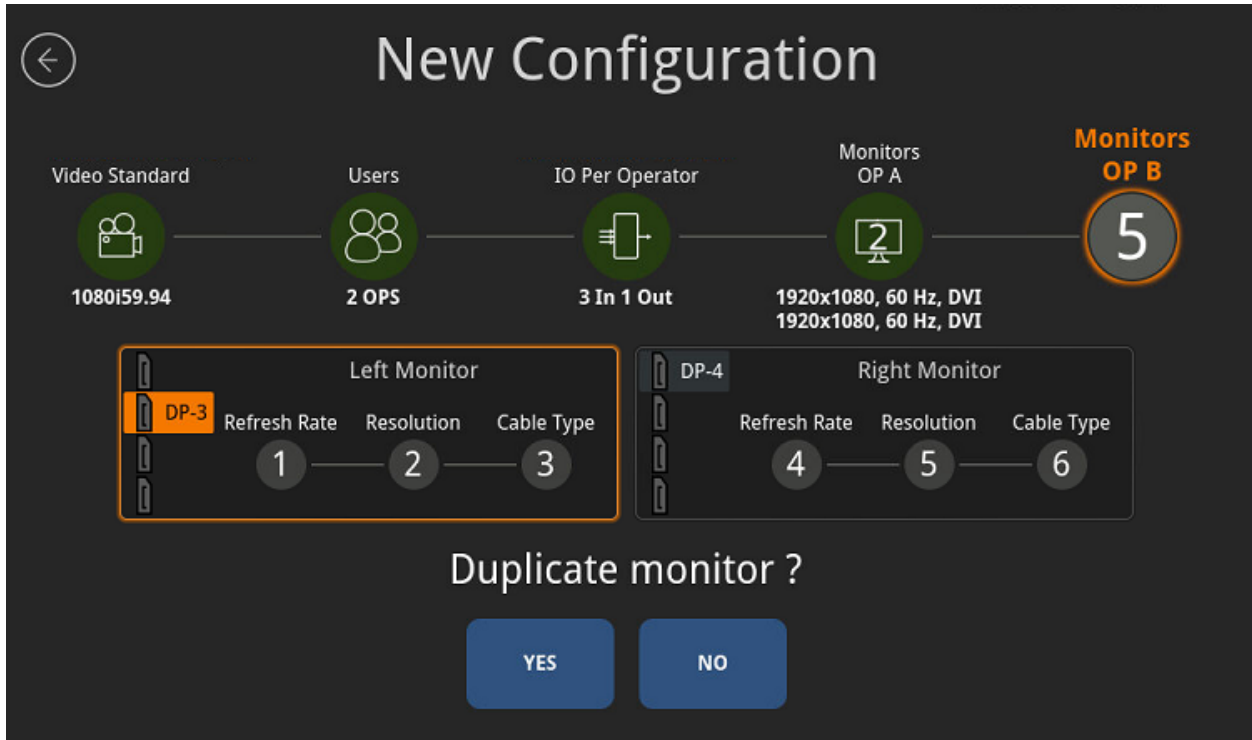 New Configuration
Monitors
OP B
Monitors
OP A
Video Standard
Users
IO Per Operator
2
5
1080i59.94
2 OPS
3 In 1 Out
1920x1080, 60 Hz, DVI
1920x1080, 60 Hz, DVI
Left Monitor
DP-3
Refresh Rate
Resolution
Cable Type
1
2
3
DP-4
Right Monitor
Refresh Rate
Resolution
Cable Type
4
5
6
Duplicate monitor ?
YES
NO